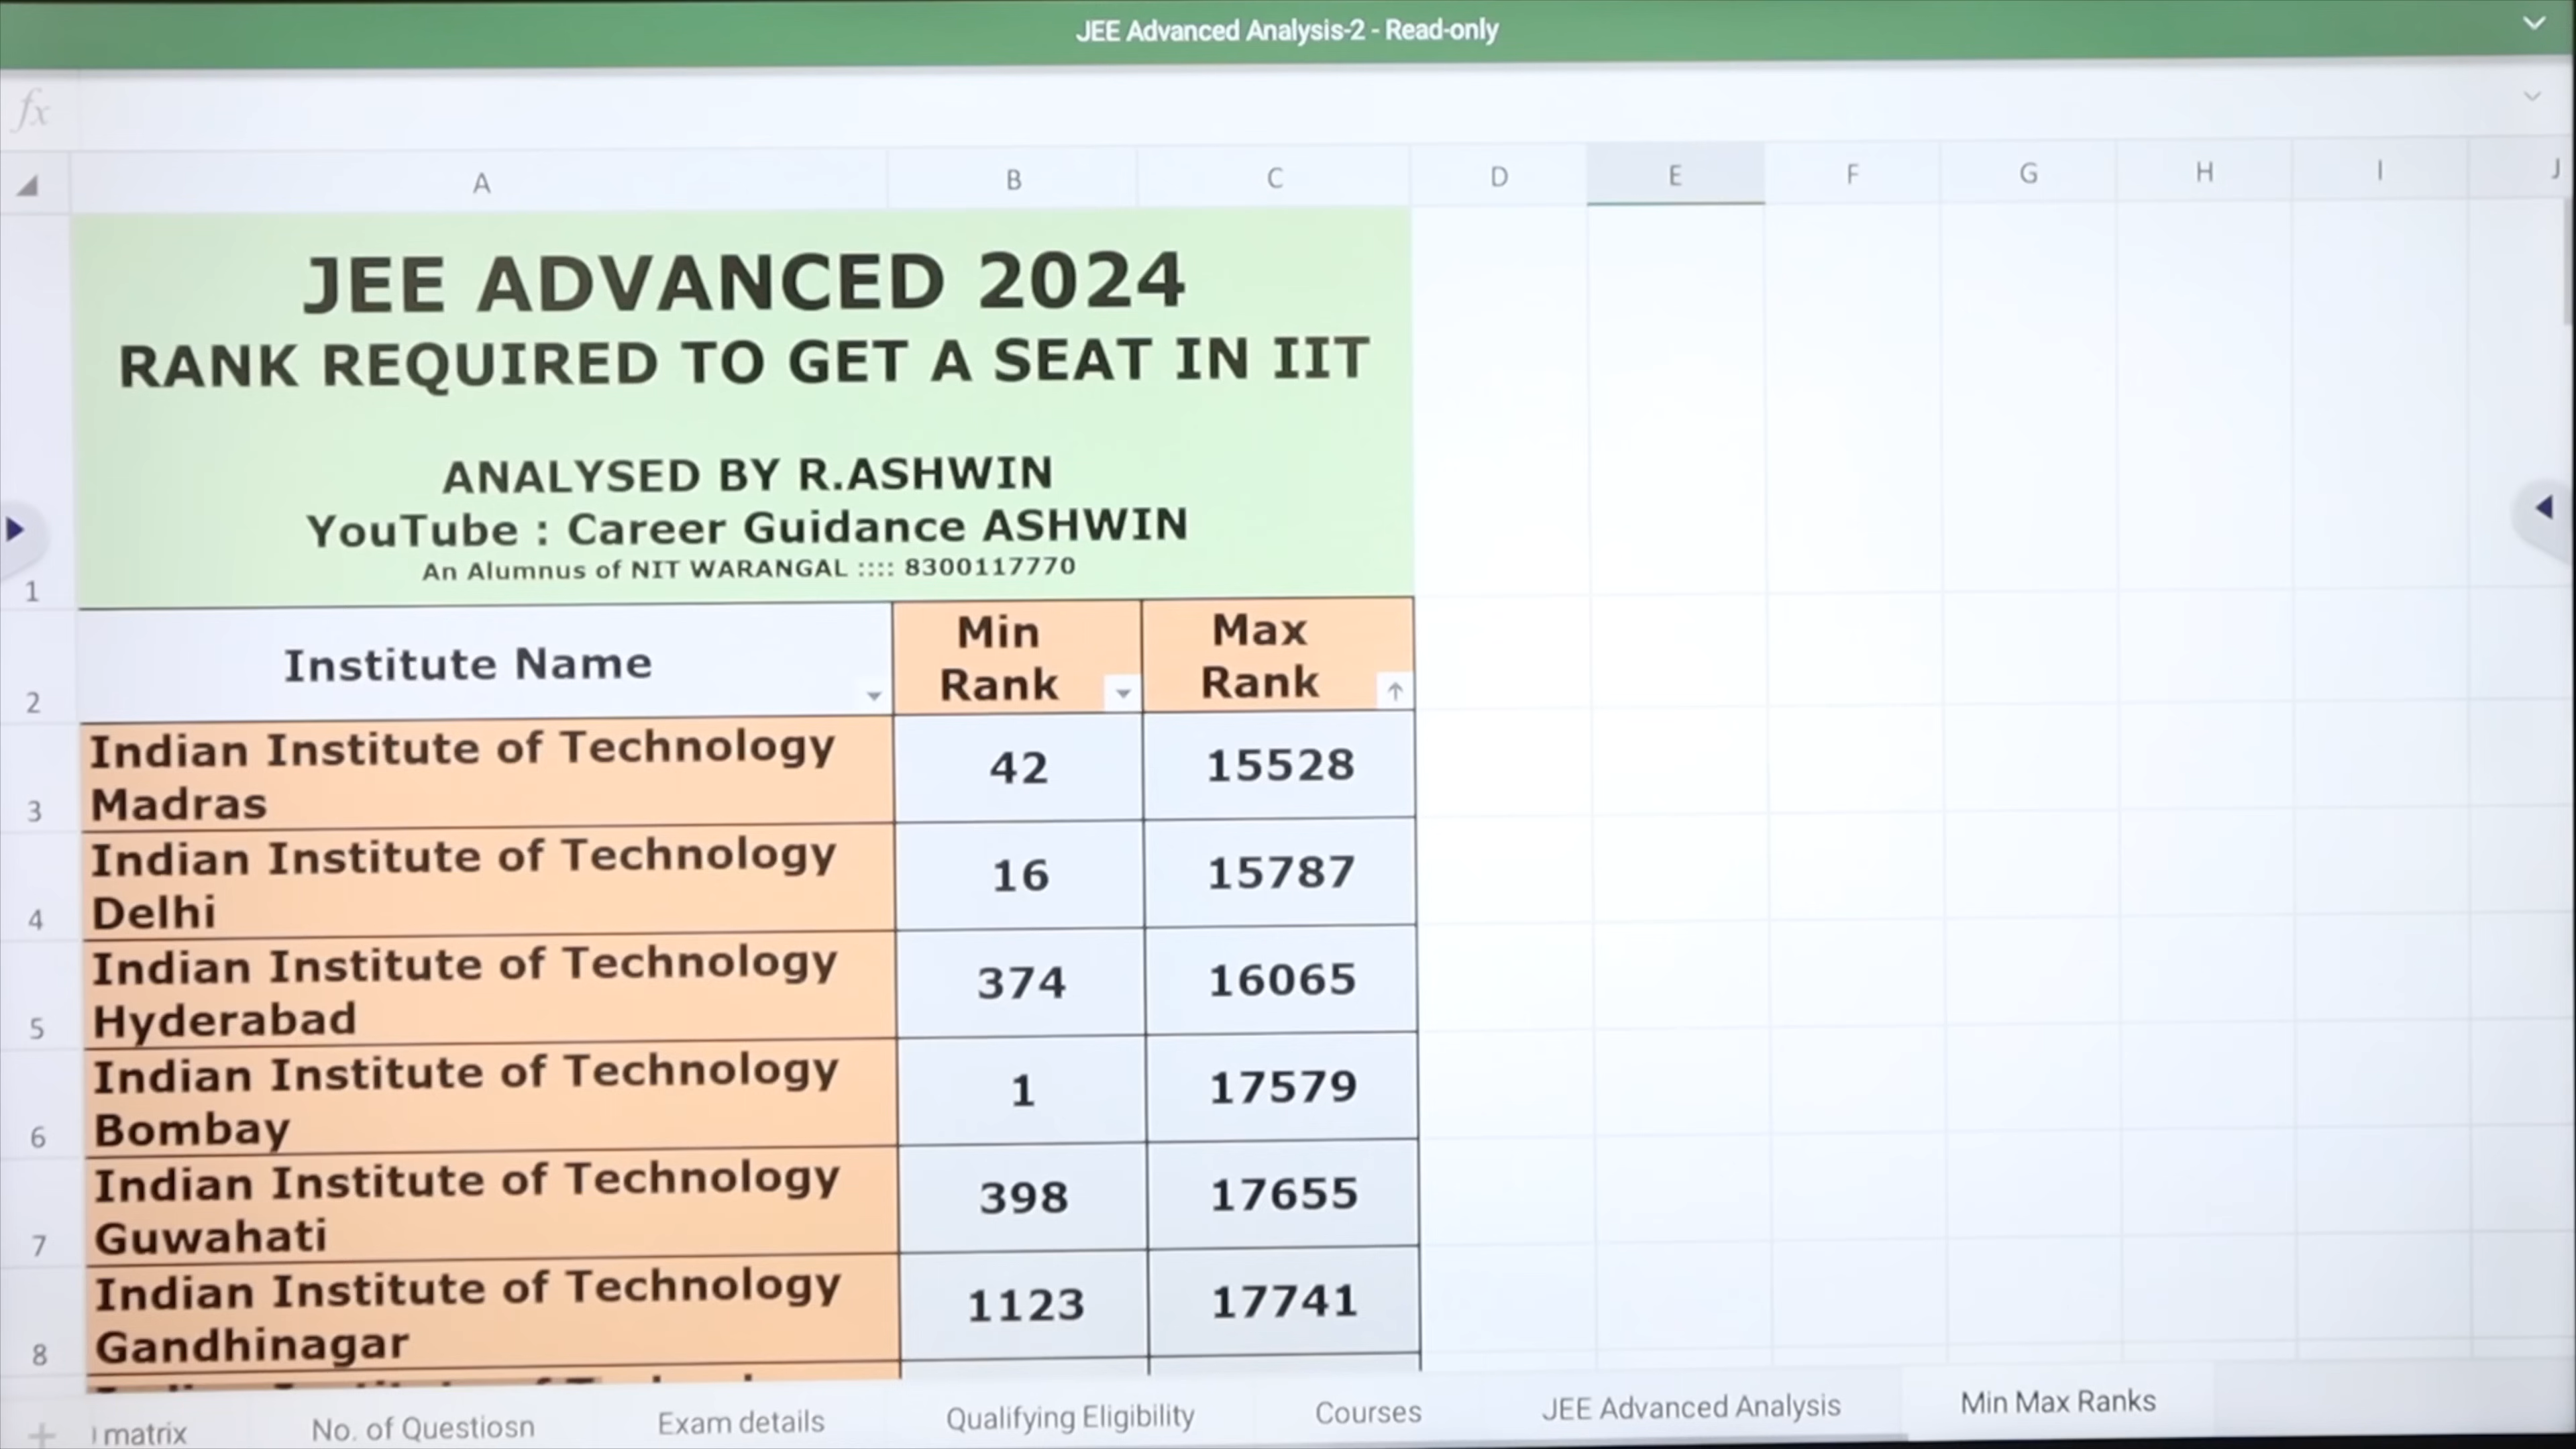 JEE Advanced Analysis-2 - Read-only
fx
A B C D E F G H I J
JEE ADVANCED 2024
RANK REQUIRED TO GET A SEAT IN IIT
ANALYSED BY R.ASHWIN
YouTube : Career Guidance ASHWIN
An Alumnus of NIT WARANGAL :::: 8300117770
1
Institute Name
Min
Rank
Max
Rank
2
Indian Institute of Technology
Madras
42
15528
3
Indian Institute of Technology
Delhi
16
15787
4
Indian Institute of Technology
Hyderabad
374
16065
5
Indian Institute of Technology
Bombay
1
17579
6
Indian Institute of Technology
Guwahati
398
17655
7
Indian Institute of Technology
Gandhinagar
1123
17741
8
matrix No. of Questiosn Exam details Qualifying Eligibility Courses JEE Advanced Analysis Min Max Ranks